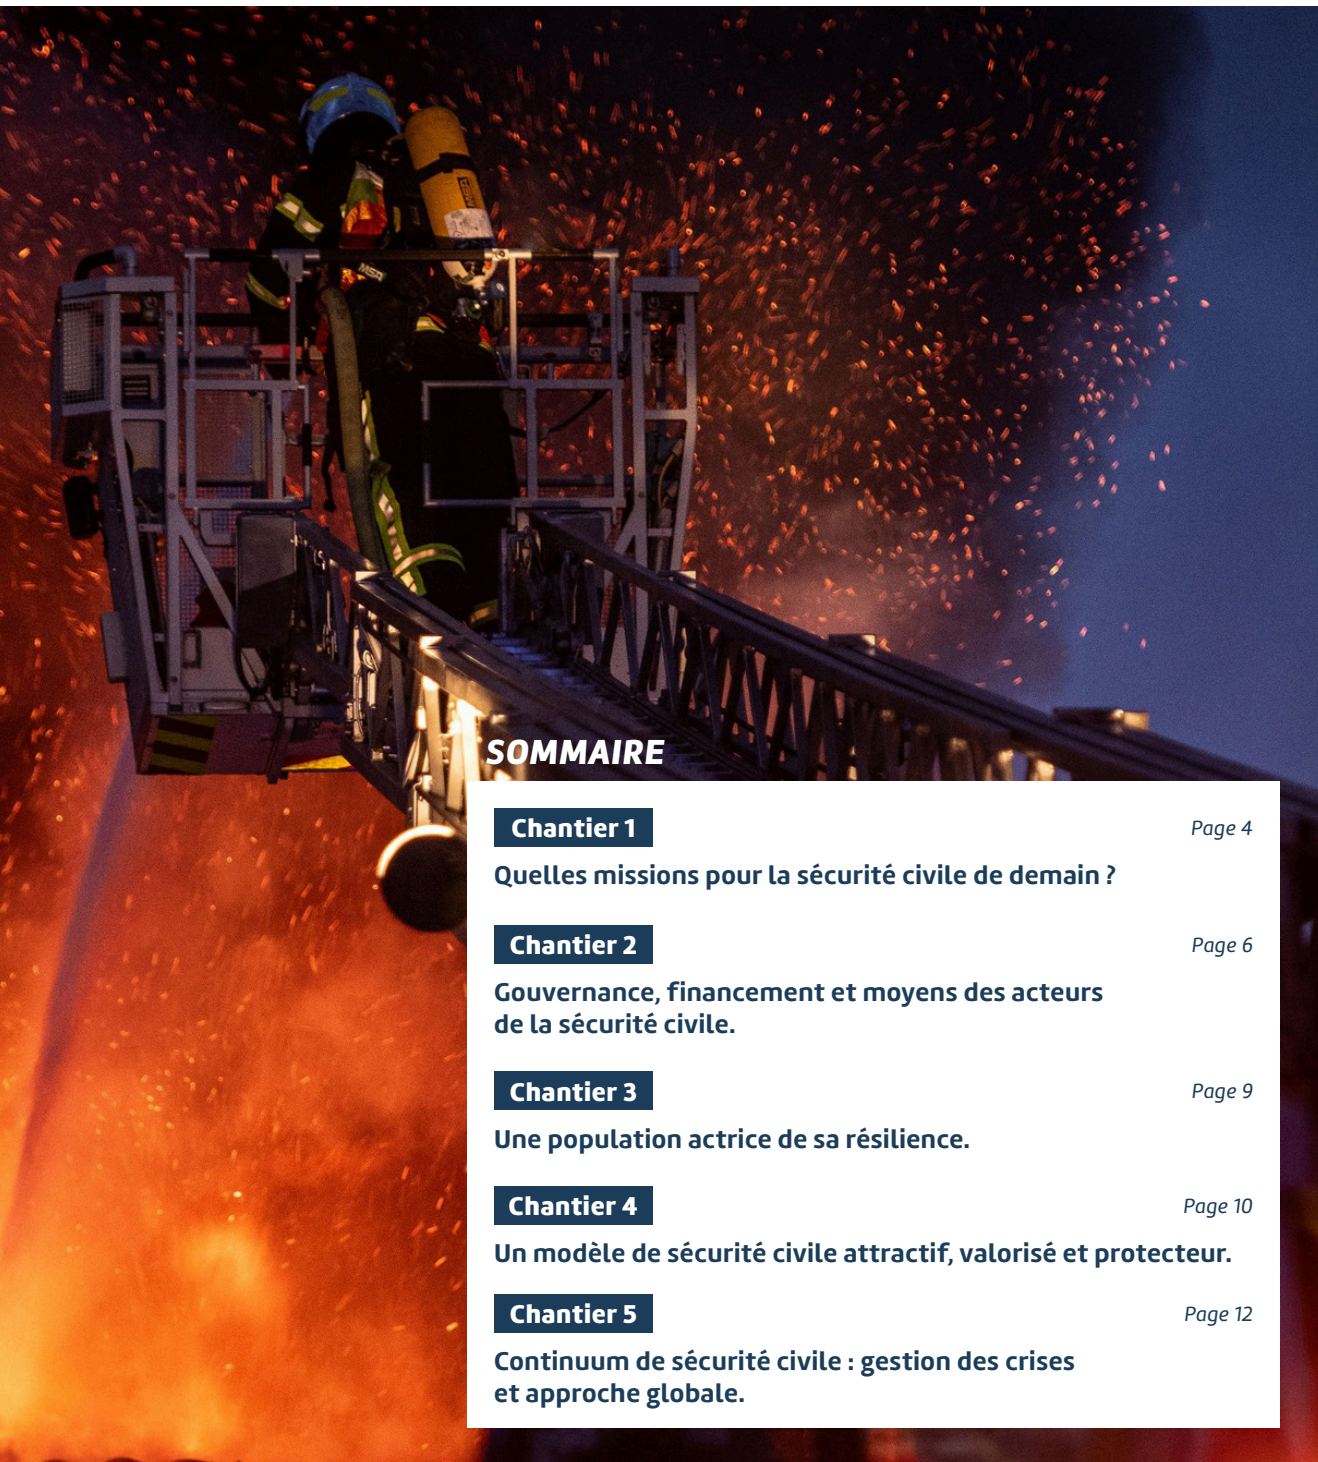 SOMMAIRE
Chantier 1
Page 4
Quelles missions pour la sécurité civile de demain ?
Chantier 2
Page 6
Gouvernance, financement et moyens des acteurs
de la sécurité civile.
Chantier 3
Page 9
Une population actrice de sa résilience.
Chantier 4
Page 10
Un modèle de sécurité civile attractif, valorisé et protecteur.
Chantier 5
Page 12
Continuum de sécurité civile : gestion des crises
et approche globale.
MSA